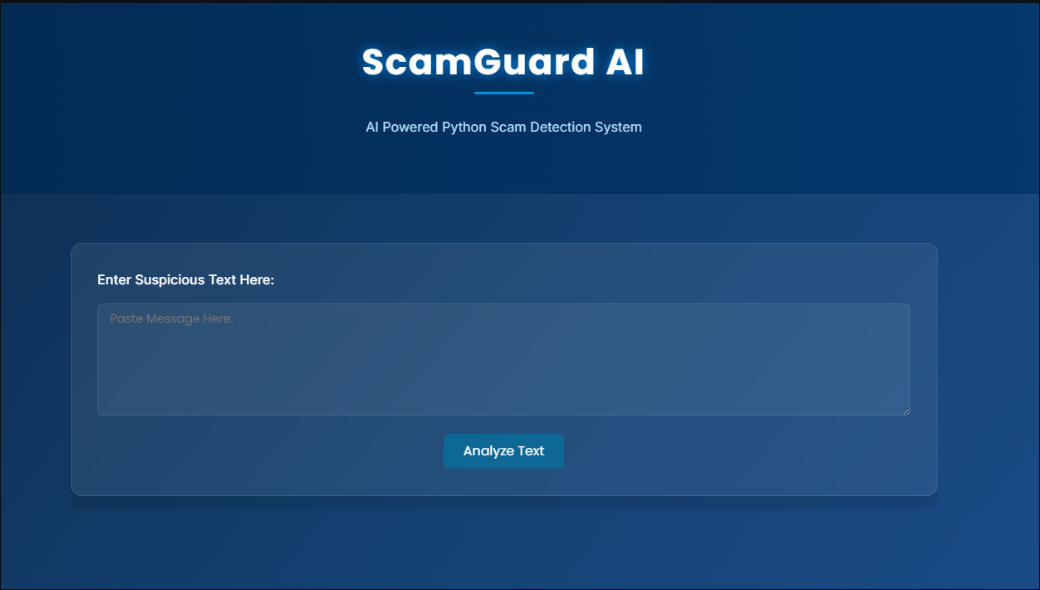 ScamGuard AI
AI Powered Python Scam Detection System
Enter Suspicious Text Here:
Paste Message Here:
Analyze Text